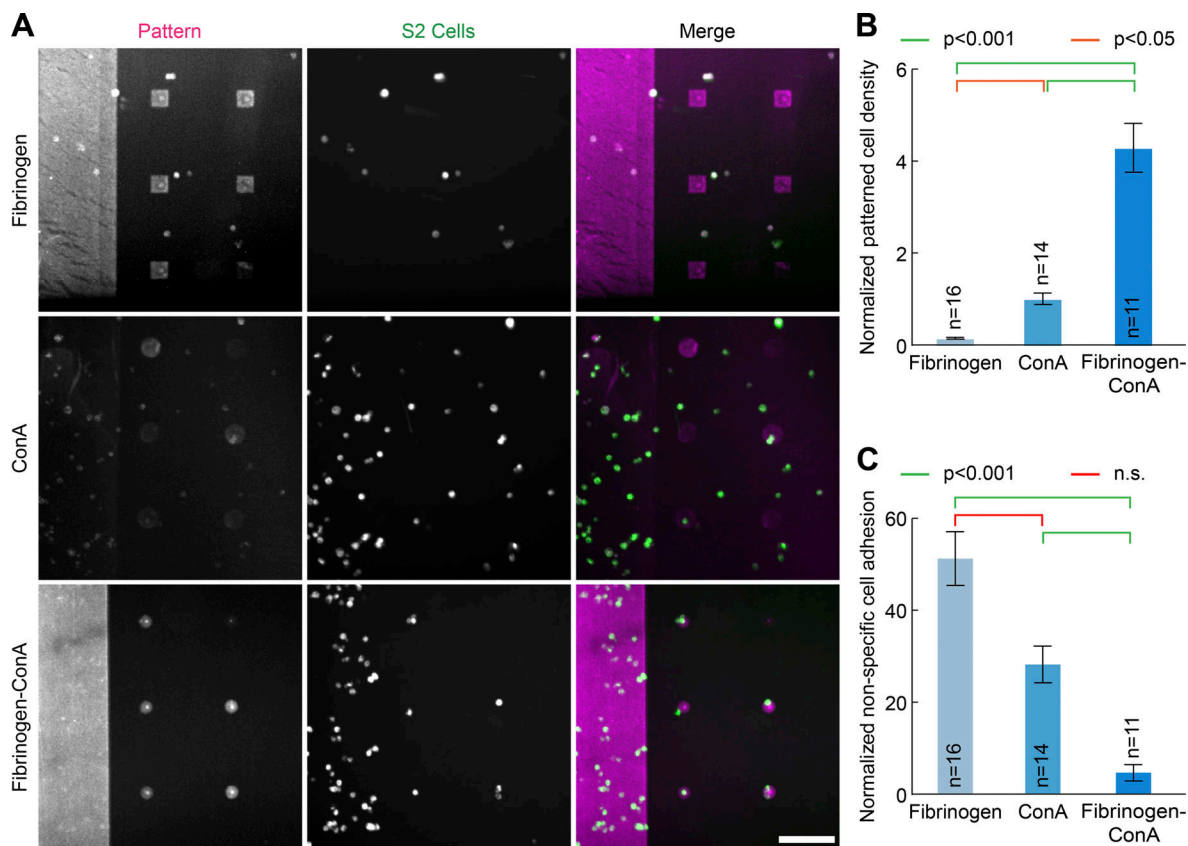 A
Pattern
S2 Cells
Merge
Fibrinogen
ConA
Fibrinogen-ConA
B
p<0.001
p<0.05
Normalized patterned cell density
6
4
2
0
n=16
n=14
n=11
Fibrinogen
ConA
Fibrinogen-
ConA
C
p<0.001
n.s.
Normalized non-specific cell adhesion
60
40
20
0
n=16
n=14
n=11
Fibrinogen
ConA
Fibrinogen-
ConA